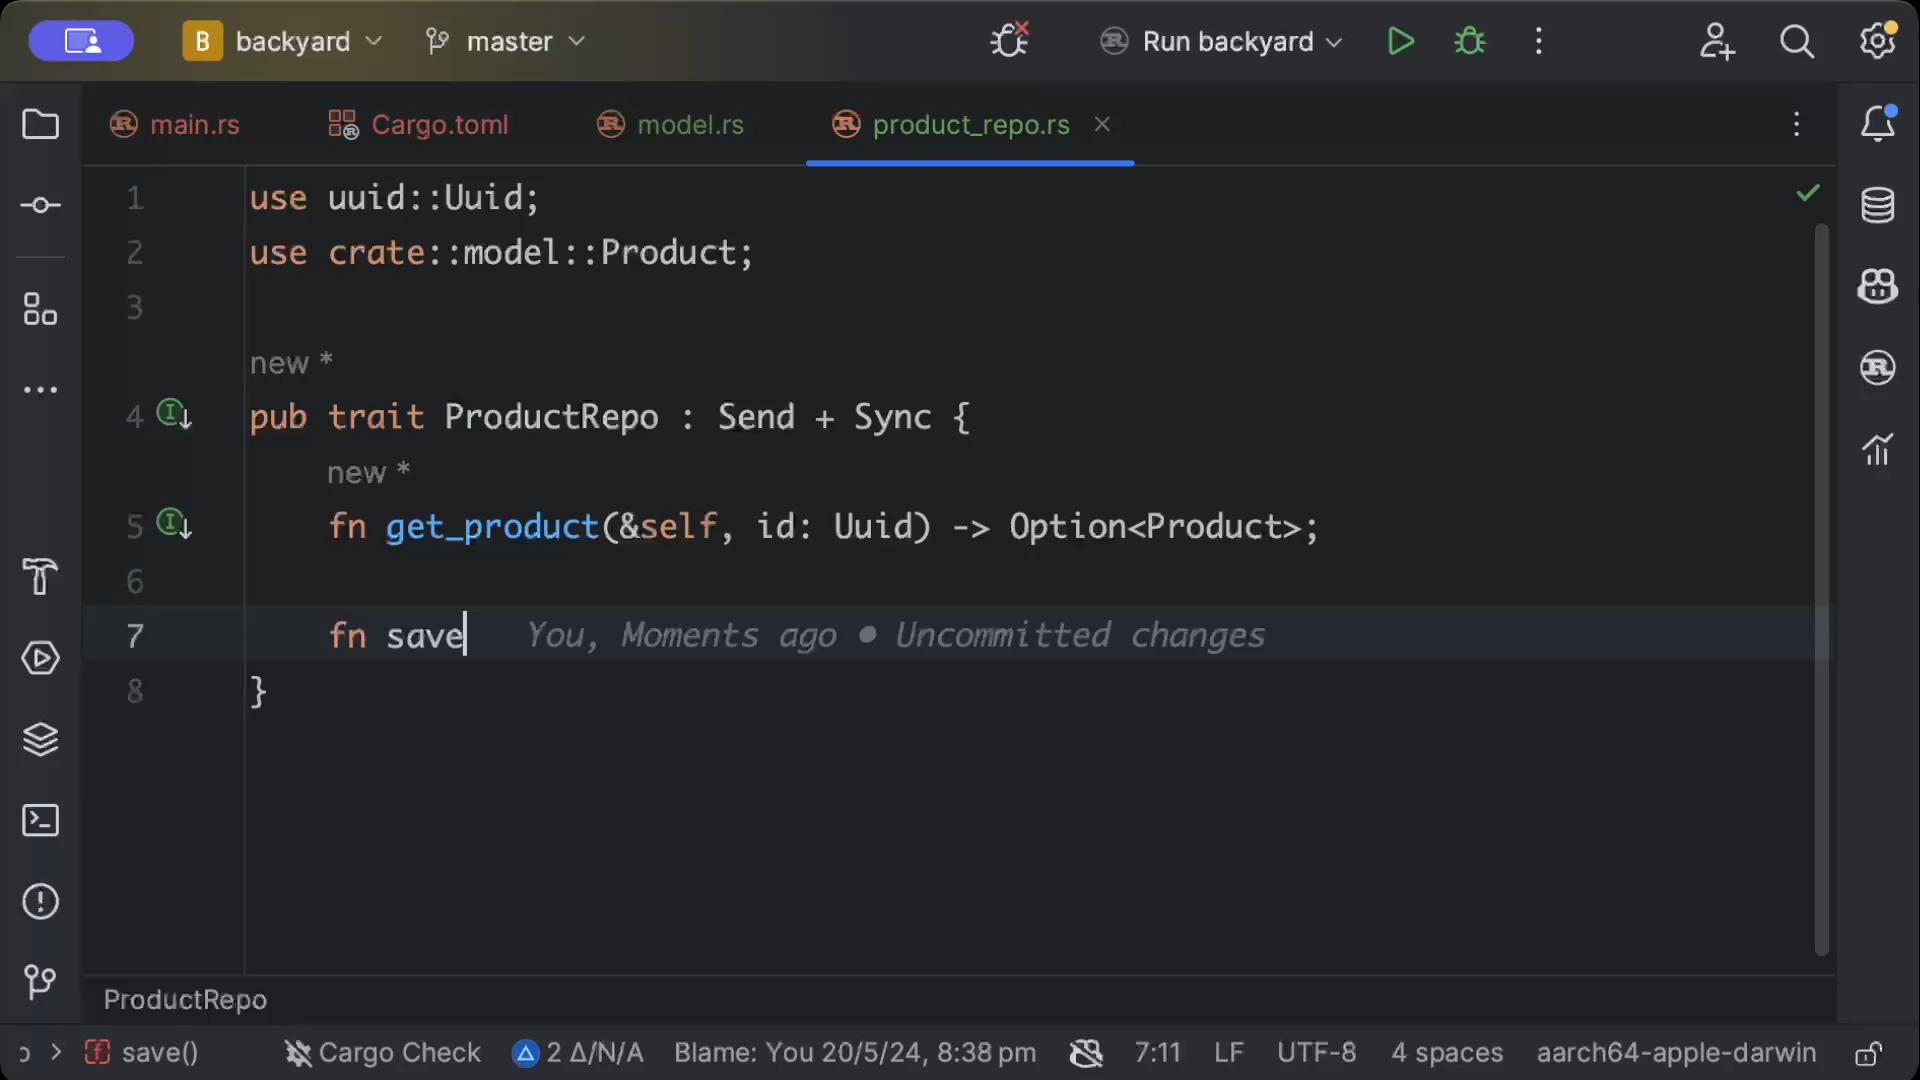 B backyard master Run backyard
main.rs Cargo.toml model.rs product_repo.rs
1 use uuid::Uuid;
2 use crate::model::Product;
3
new *
4 pub trait ProductRepo : Send + Sync {
new *
5 fn get_product(&self, id: Uuid) -> Option<Product>;
6
7 fn save You, Moments ago • Uncommitted changes
8 }
ProductRepo
o > save() Cargo Check 2 Δ/N/A Blame: You 20/5/24, 8:38 pm 7:11 LF UTF-8 4 spaces aarch64-apple-darwin